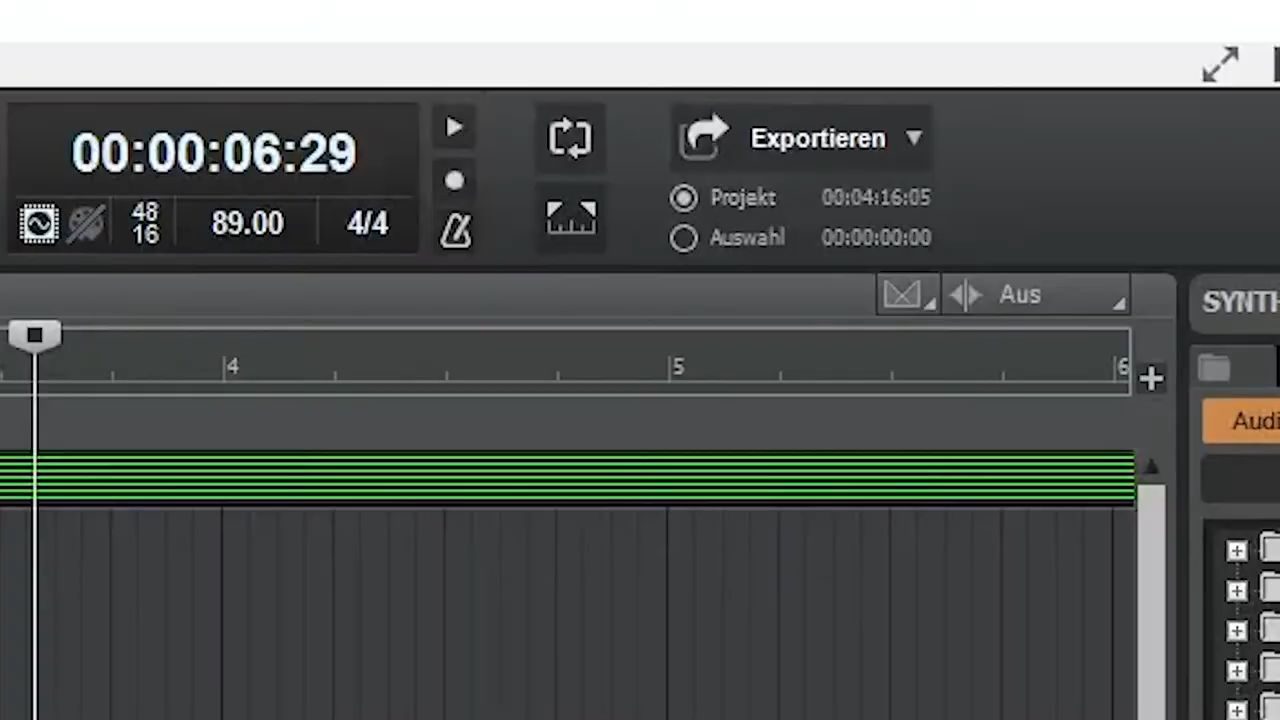 00:00:06:29
Exportieren
Projekt 00:04:16:05
Auswahl 00:00:00:00
48
16
89.00
4/4
Aus
SYNTH
4
5
6
Audi